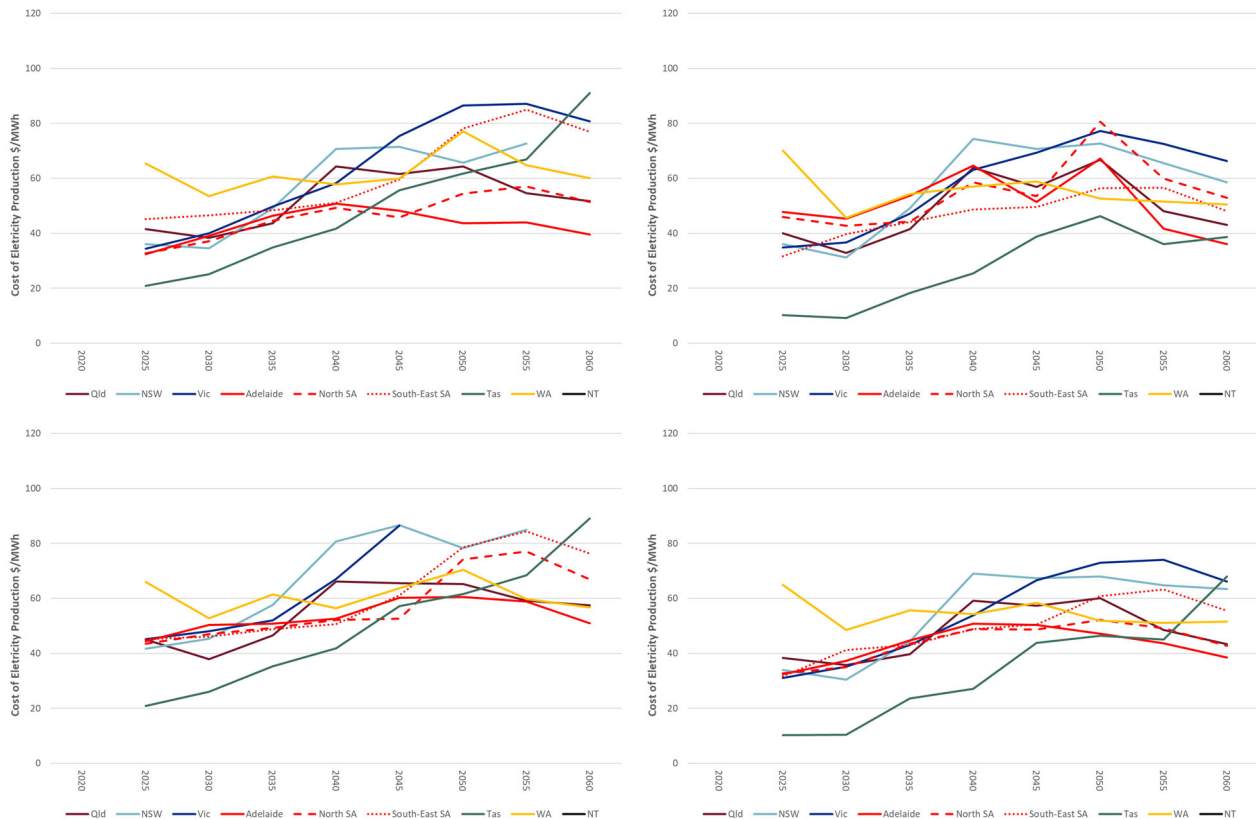 Cost of Eletricity Production $/MWh
120
100
80
60
40
20
0
2020 2025 2030 2035 2040 2045 2050 2055 2060
Qld NSW Vic Adelaide North SA South-East SA Tas WA NT
Cost of Eletricity Production $/MWh
120
100
80
60
40
20
0
2020 2025 2030 2035 2040 2045 2050 2055 2060
Qld NSW Vic Adelaide North SA South-East SA Tas WA NT
Cost of Eletricity Production $/MWh
120
100
80
60
40
20
0
2020 2025 2030 2035 2040 2045 2050 2055 2060
Qld NSW Vic Adelaide North SA South-East SA Tas WA NT
Cost of Eletricity Production $/MWh
120
100
80
60
40
20
0
2020 2025 2030 2035 2040 2045 2050 2055 2060
Qld NSW Vic Adelaide North SA South-East SA Tas WA NT